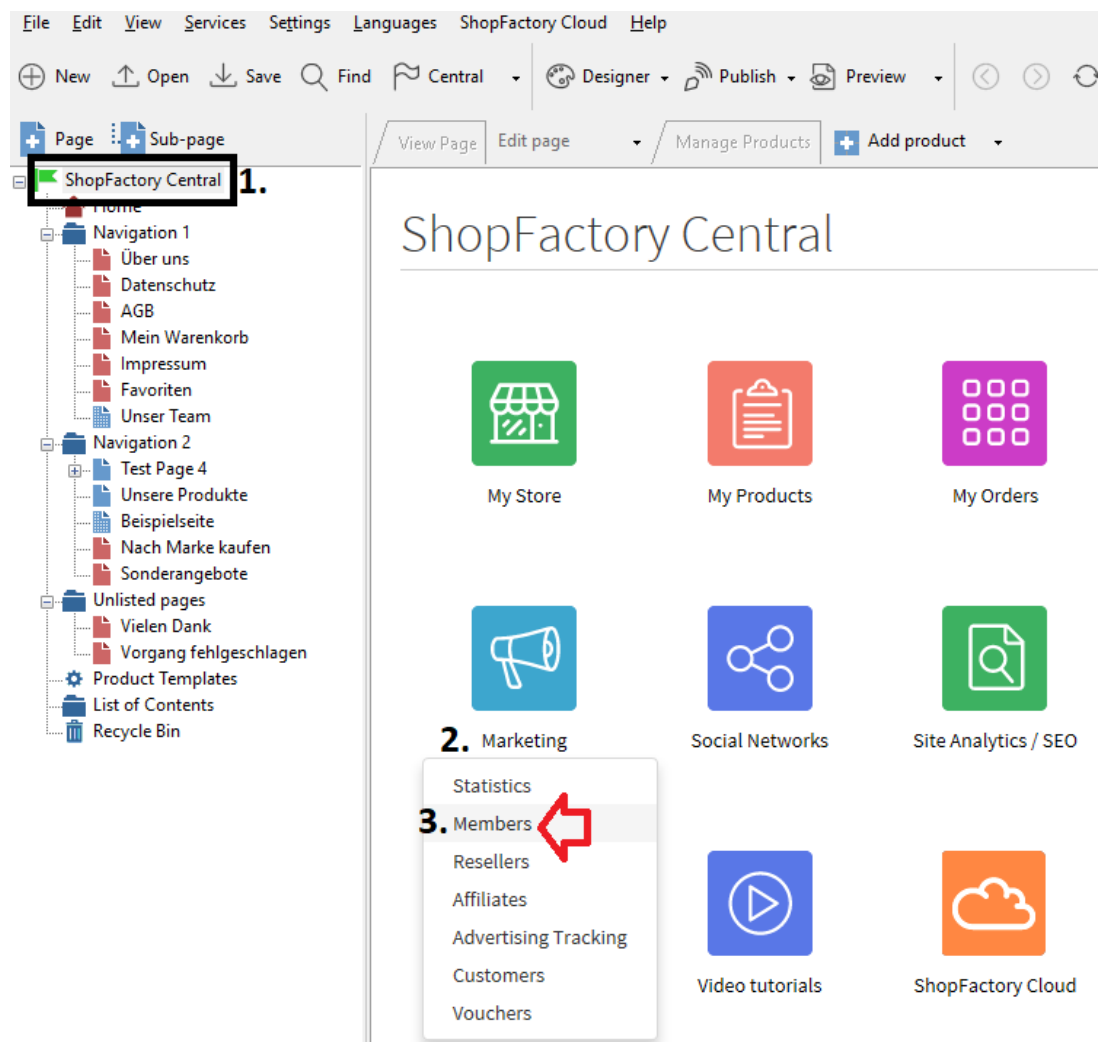 File Edit View Services Settings Languages ShopFactory Cloud Help
New Open Save Find Central Designer Publish Preview
Page Sub-page
View Page Edit page Manage Products Add product
ShopFactory Central 1.
Home
Navigation 1
Über uns
Datenschutz
AGB
Mein Warenkorb
Impressum
Favoriten
Unser Team
Navigation 2
Test Page 4
Unsere Produkte
Beispielseite
Nach Marke kaufen
Sonderangebote
Unlisted pages
Vielen Dank
Vorgang fehlgeschlagen
Product Templates
List of Contents
Recycle Bin
ShopFactory Central
My Store My Products My Orders
2. Marketing Social Networks Site Analytics / SEO
Statistics
3. Members
Resellers
Affiliates
Advertising Tracking
Customers
Vouchers
Video tutorials ShopFactory Cloud